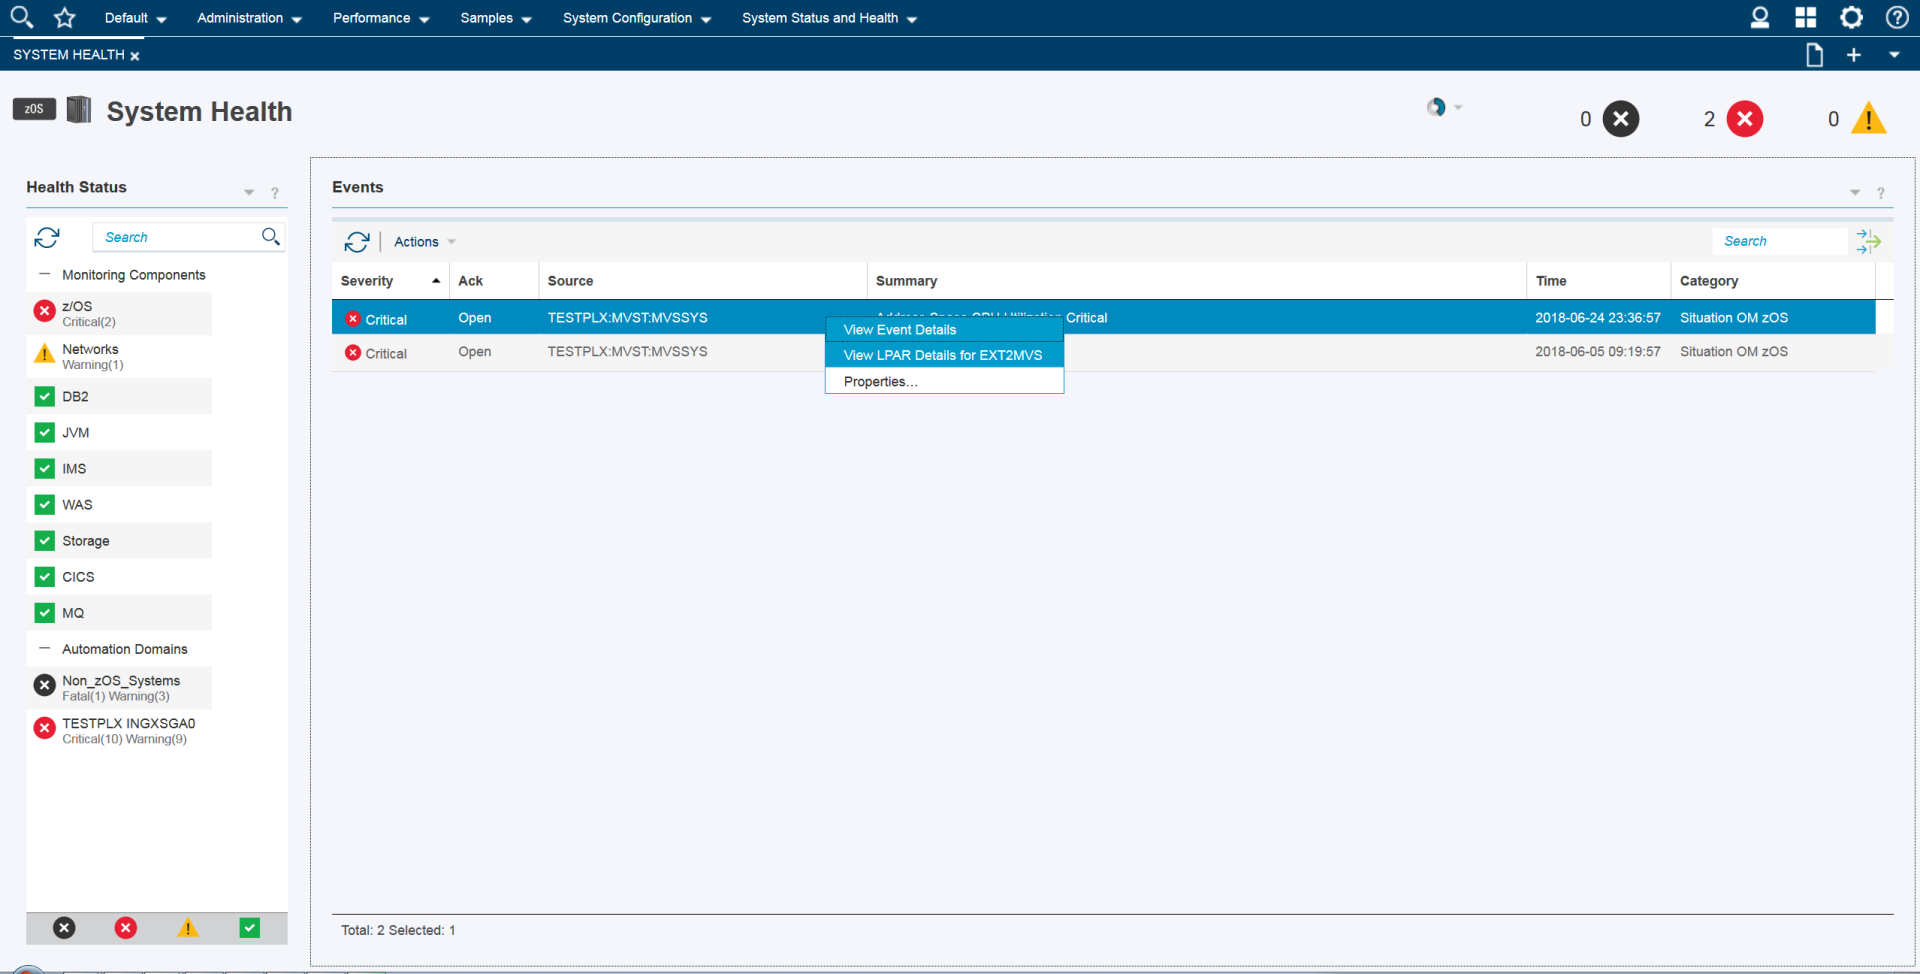 Default Administration Performance Samples System Configuration System Status and Health
SYSTEM HEALTH
zOS System Health
0 2 0
Health Status ?
Events ?
Search
Actions
Search
Monitoring Components
Severity Ack Source Summary Time Category
z/OS
Critical(2)
Critical Open TESTPLX:MVST:MVSSYS Address Space CPU Utilization Critical 2018-06-24 23:36:57 Situation OM zOS
View Event Details
Networks
Warning(1)
Critical Open TESTPLX:MVST:MVSSYS 2018-06-05 09:19:57 Situation OM zOS
View LPAR Details for EXT2MVS
Properties…
DB2
JVM
IMS
WAS
Storage
CICS
MQ
Automation Domains
Non_zOS_Systems
Fatal(1) Warning(3)
TESTPLX INGXSGA0
Critical(10) Warning(9)
Total: 2 Selected: 1